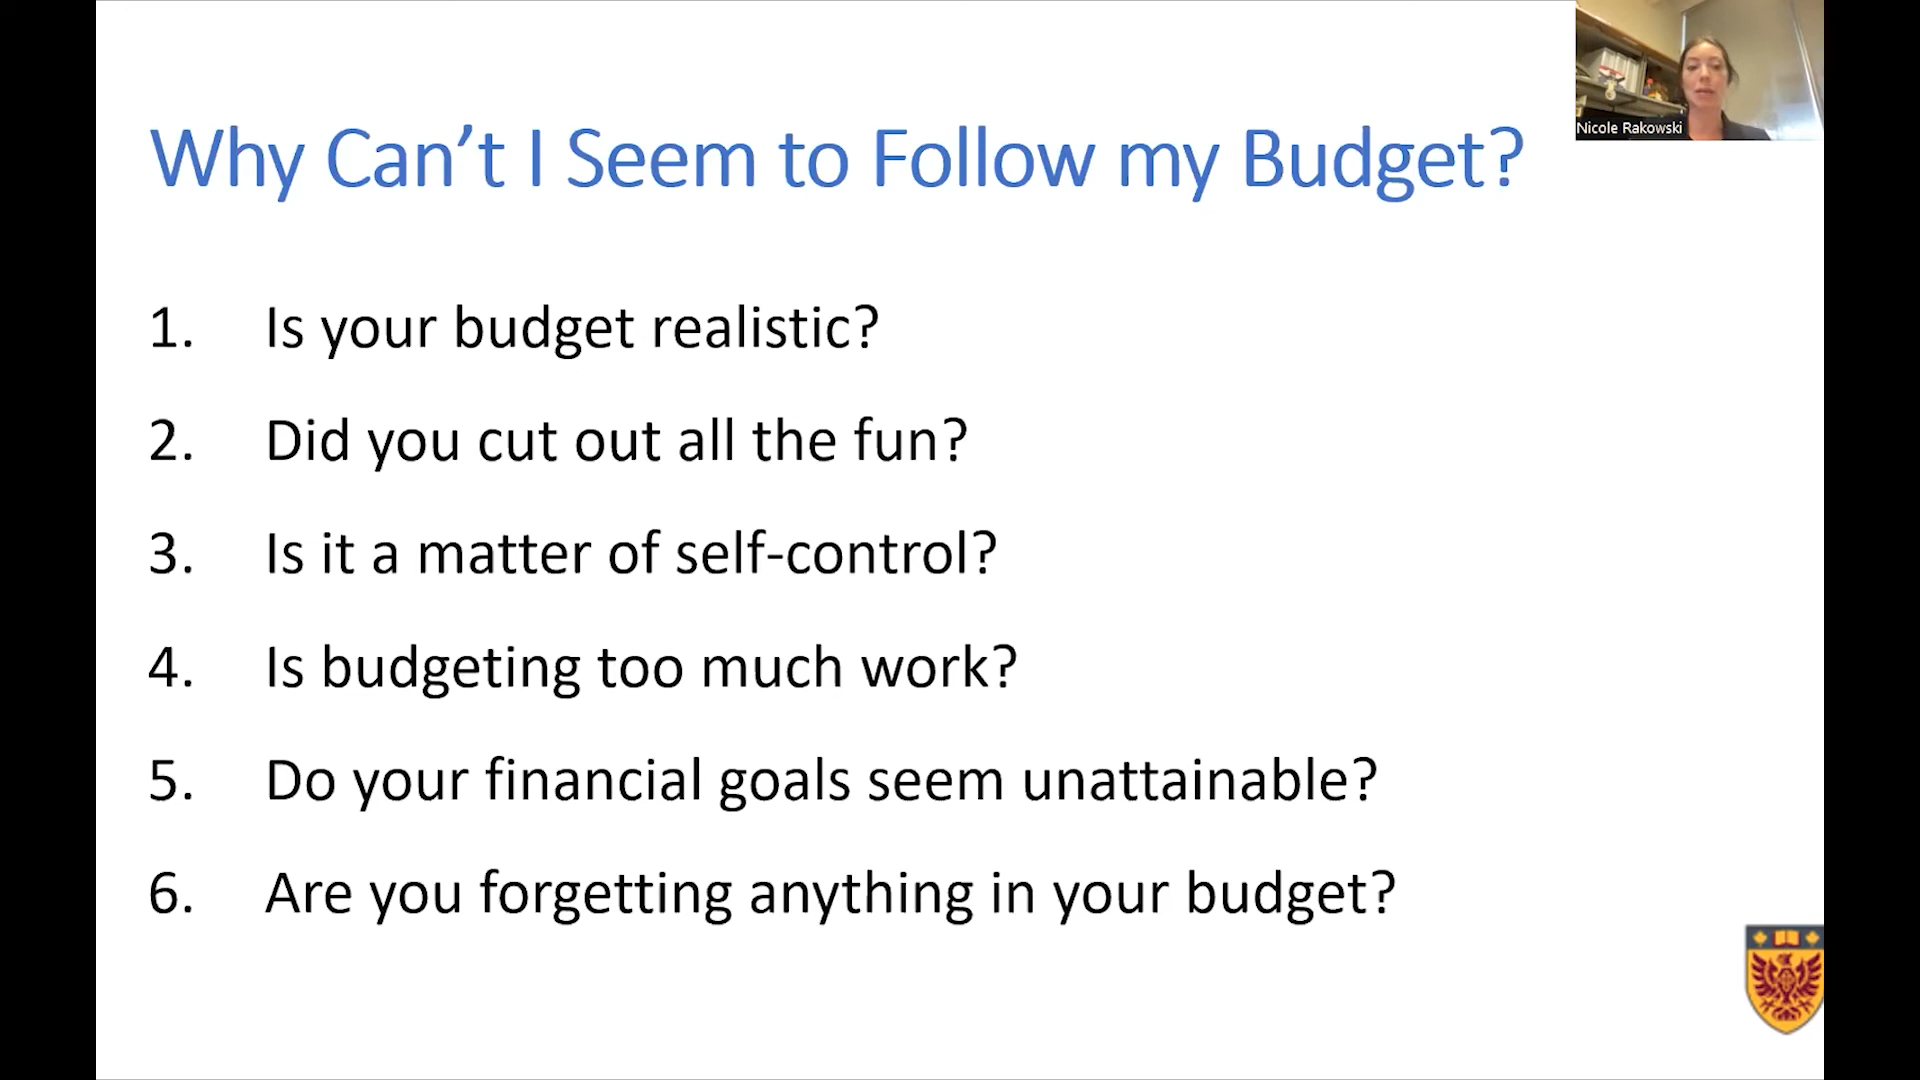 Nicole Rakowski
Why Can’t I Seem to Follow my Budget?
1. Is your budget realistic?
2. Did you cut out all the fun?
3. Is it a matter of self-control?
4. Is budgeting too much work?
5. Do your financial goals seem unattainable?
6. Are you forgetting anything in your budget?